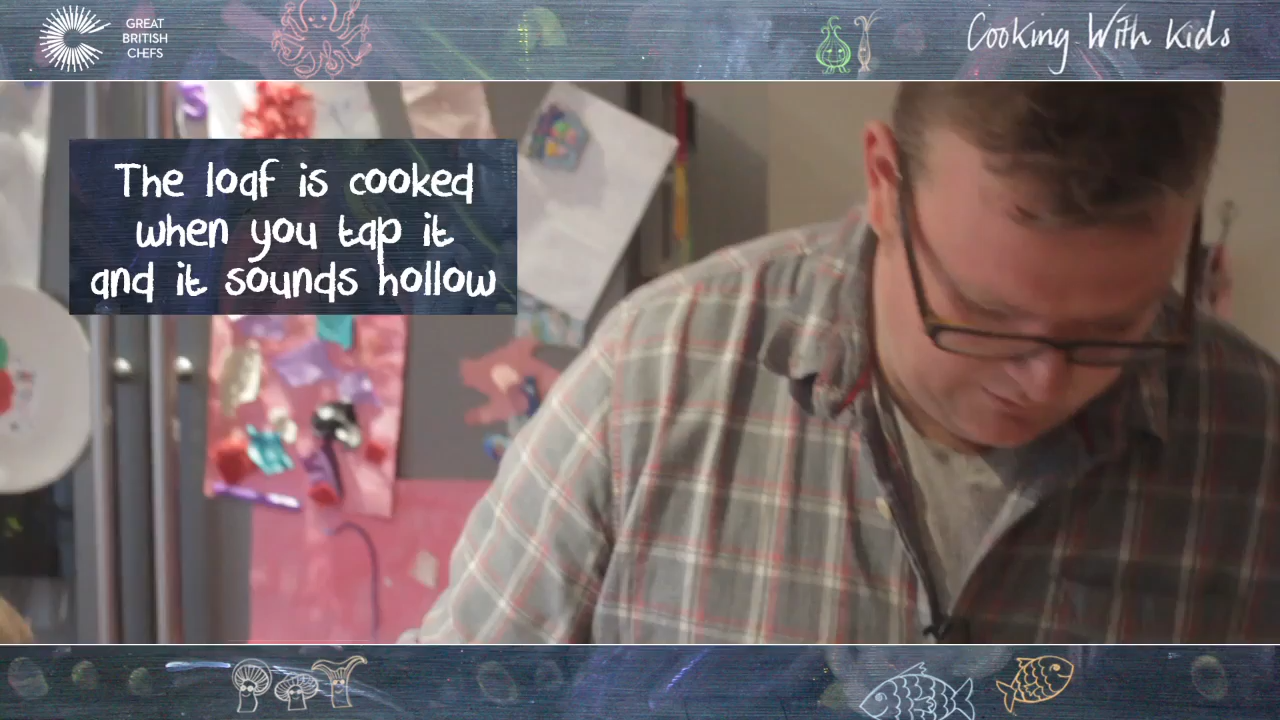 GREAT
BRITISH
CHEFS
Cooking With Kids
The loaf is cooked
when you tap it
and it sounds hollow